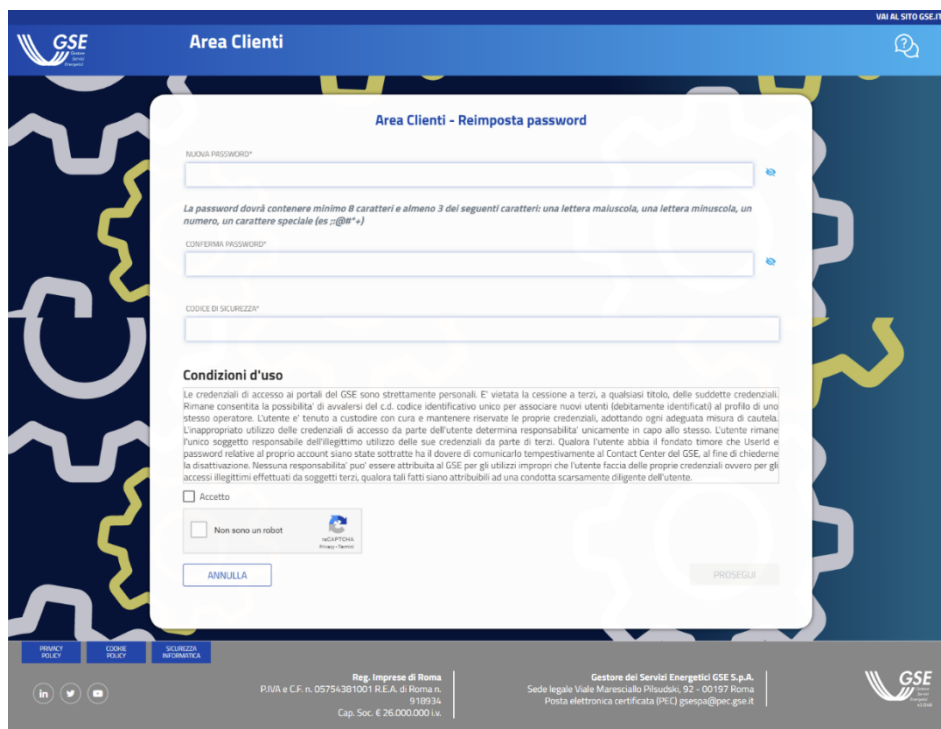 VAI AL SITO GSE.IT
GSE
Gestore
Servizi
Energetici
Area Clienti
Area Clienti - Reimposta password
NUOVA PASSWORD*
La password dovrà contenere minimo 8 caratteri e almeno 3 dei seguenti caratteri: una lettera maiuscola, una lettera minuscola, un
numero, un carattere speciale (es ;:@#*+)
CONFERMA PASSWORD*
CODICE DI SICUREZZA*
Condizioni d'uso
Le credenziali di accesso ai portali del GSE sono strettamente personali. E' vietata la cessione a terzi, a qualsiasi titolo, delle suddette credenziali.
Rimane consentita la possibilita' di avvalersi del c.d. codice identificativo unico per associare nuovi utenti (debitamente identificati) al profilo di uno
stesso operatore. L'utente e' tenuto a custodire con cura e mantenere riservate le proprie credenziali, adottando ogni adeguata misura di cautela.
L'inappropriato utilizzo delle credenziali di accesso da parte dell'utente determina responsabilita' unicamente in capo allo stesso. L'utente rimane
l'unico soggetto responsabile dell'illegittimo utilizzo delle sue credenziali da parte di terzi. Qualora l'utente abbia il fondato timore che UserId e
password relative al proprio account siano state sottratte ha il dovere di comunicarlo tempestivamente al Contact Center del GSE, al fine di chiederne
la disattivazione. Nessuna responsabilita' puo' essere attribuita al GSE per gli utilizzi impropri che l'utente faccia delle proprie credenziali ovvero per gli
accessi illegittimi effettuati da soggetti terzi, qualora tali fatti siano attribuibili ad una condotta scarsamente diligente dell'utente.
Accetto
Non sono un robot
reCAPTCHA
Privacy - Termini
ANNULLA
PROSEGUI
PRIVACY
POLICY
COOKIE
POLICY
SICUREZZA
INFORMATICA
Reg. Imprese di Roma
P.IVA e C.F. n. 05754381001 R.E.A. di Roma n.
918934
Cap. Soc. € 26.000.000 i.v.
Gestore dei Servizi Energetici GSE S.p.A.
Sede legale Viale Maresciallo Pilsudski, 92 - 00197 Roma
Posta elettronica certificata (PEC) gsespa@pec.gse.it
GSE
Gestore
Servizi
Energetici